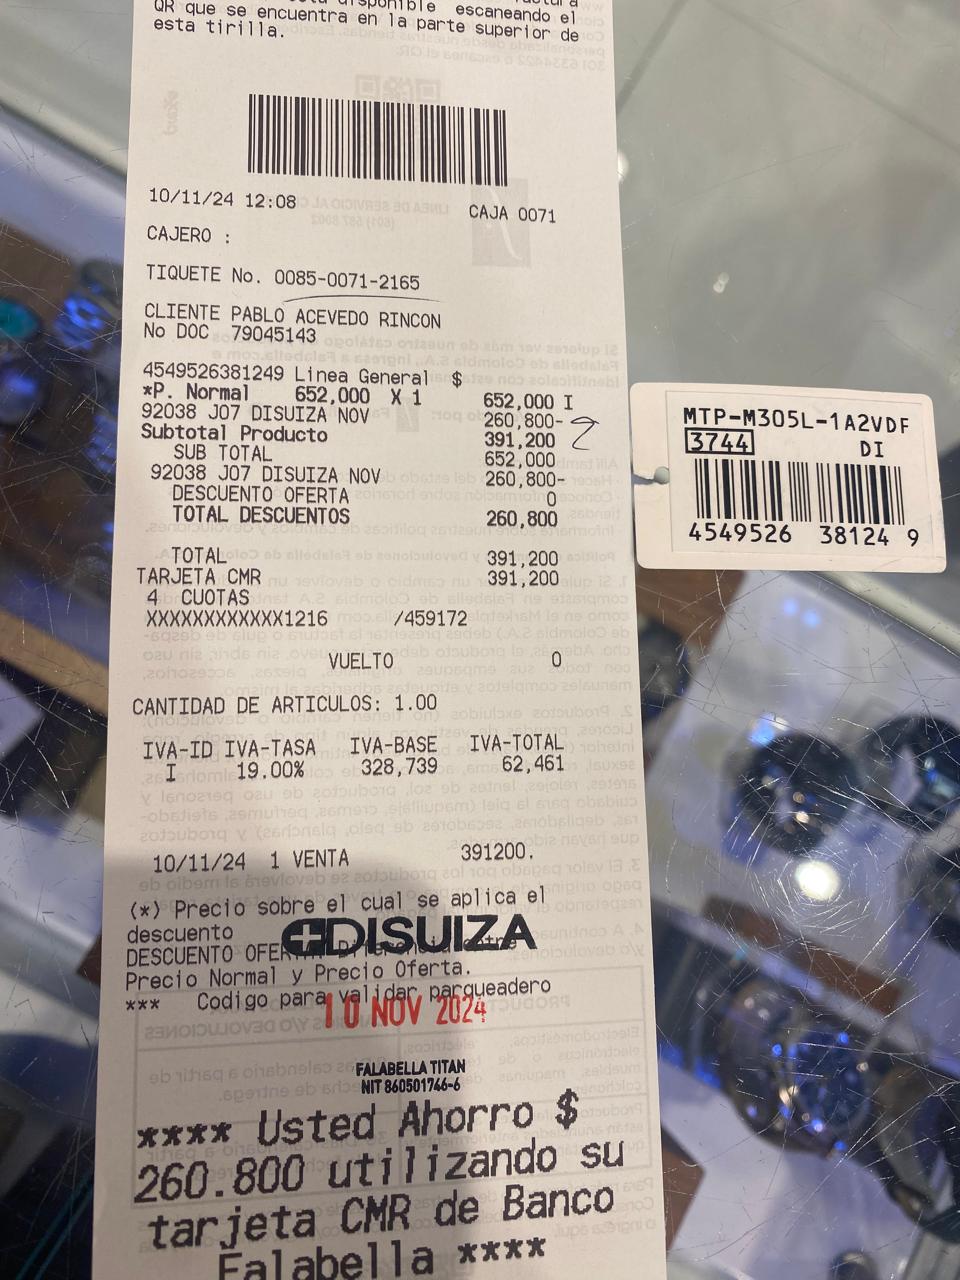 disponible escaneando el
QR que se encuentra en la parte superior de
esta tirilla.
10/11/24 12:08 CAJA 0071
CAJERO :
TIQUETE No. 0085-0071-2165
CLIENTE PABLO ACEVEDO RINCON
No DOC 79045143
4549526381249 Linea General $
*P. Normal 652,000 X 1 652,000 I
92038 J07 DISUIZA NOV 260,800-
Subtotal Producto 391,200
SUB TOTAL 652,000
92038 J07 DISUIZA NOV 260,800-
DESCUENTO OFERTA 0
TOTAL DESCUENTOS 260,800
TOTAL 391,200
TARJETA CMR 391,200
4 CUOTAS
XXXXXXXXXXXX1216 /459172
VUELTO 0
CANTIDAD DE ARTICULOS: 1.00
IVA-ID IVA-TASA IVA-BASE IVA-TOTAL
I 19.00% 328,739 62,461
10/11/24 1 VENTA 391200.
(*) Precio sobre el cual se aplica el
descuento
DISUIZA
DESCUENTO OFERTA Diferencia entre
Precio Normal y Precio Oferta.
*** Codigo para validar parqueadero
10 NOV 2024
FALABELLA TITAN
NIT 860501746-6
**** Usted Ahorro $
260.800 utilizando su
tarjeta CMR de Banco
Falabella ****
MTP-M305L-1A2VDF
3744 DI
4549526 38124 9